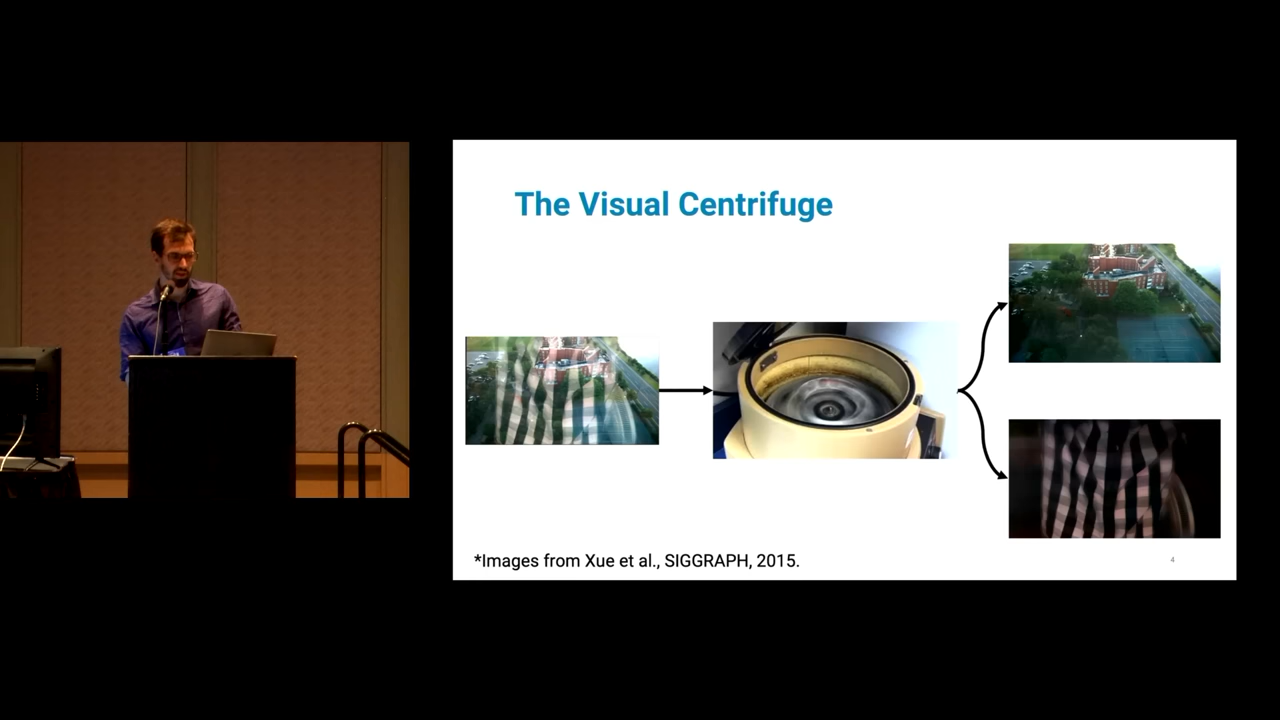 The Visual Centrifuge
*Images from Xue et al., SIGGRAPH, 2015.
4